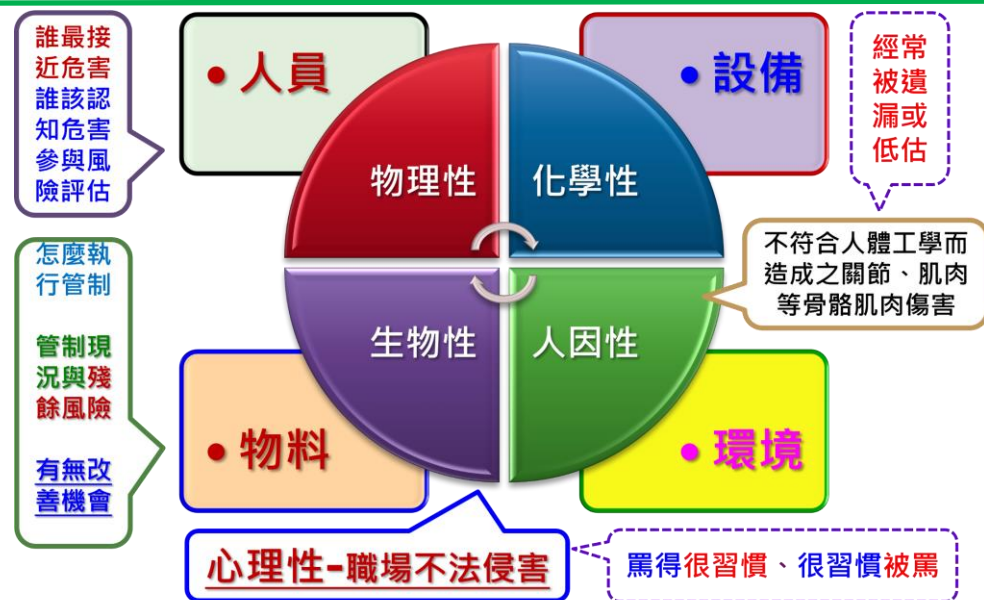 誰最接
近危害
誰該認
知危害
參與風
險評估
• 人員
• 設備
經常
被遺
漏或
低估
物理性
化學性
不符合人體工學而
造成之關節、肌肉
等骨骼肌肉傷害
怎麼執
行管制
管制現
況與殘
餘風險
有無改
善機會
生物性
人因性
• 物料
• 環境
心理性-職場不法侵害
罵得很習慣、很習慣被罵